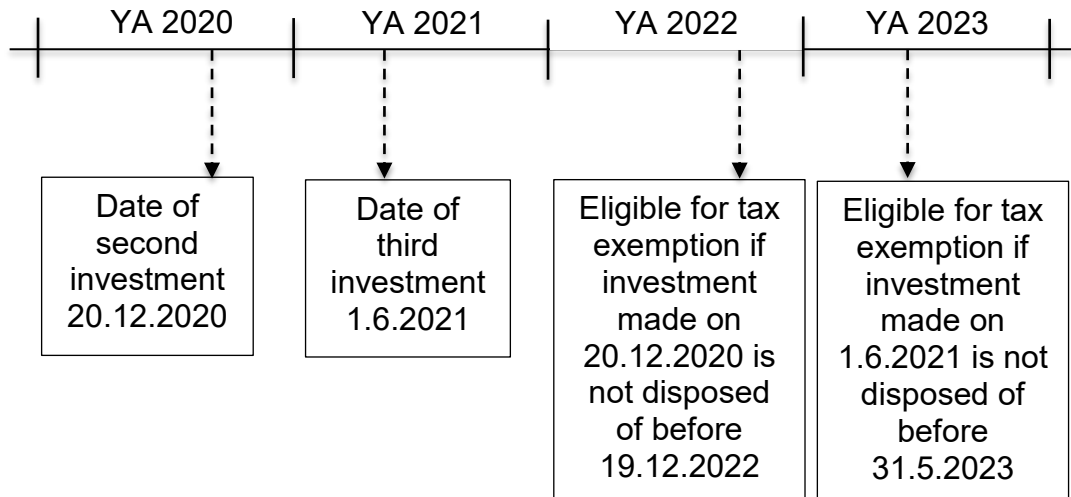 YA 2020
YA 2021
YA 2022
YA 2023
Date of
second
investment
20.12.2020
Date of
third
investment
1.6.2021
Eligible for tax
exemption if
investment
made on
20.12.2020 is
not disposed
of before
19.12.2022
Eligible for tax
exemption if
investment
made on
1.6.2021 is not
disposed of
before
31.5.2023